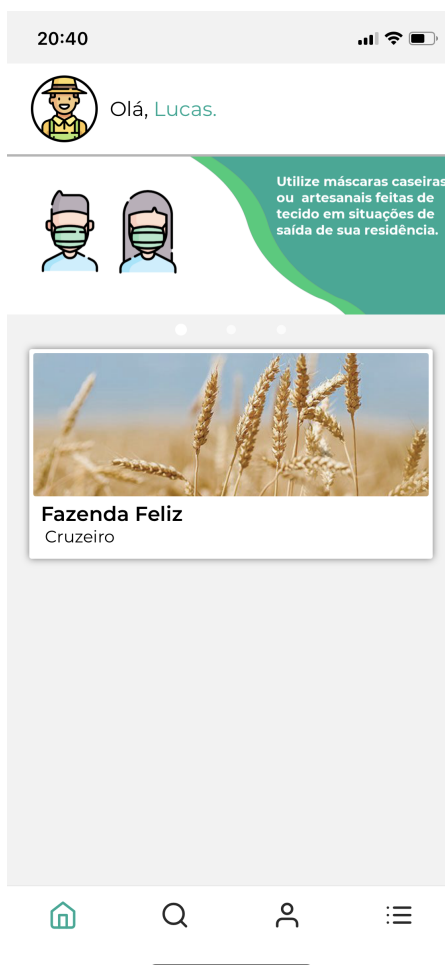 20:40
Olá, Lucas.
Utilize máscaras caseiras
ou artesanais feitas de
tecido em situações de
saída de sua residência.
Fazenda Feliz
Cruzeiro